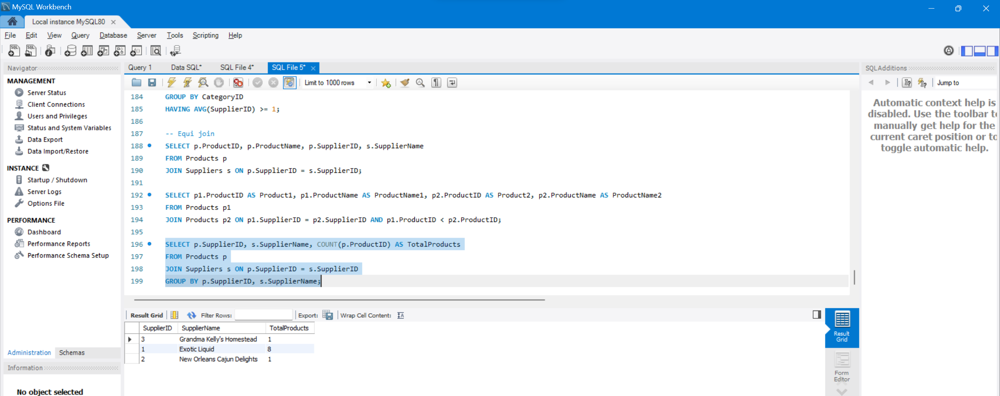 MySQL Workbench
Local instance MySQL80
File Edit View Query Database Server Tools Scripting Help
Navigator
MANAGEMENT
Server Status
Client Connections
Users and Privileges
Status and System Variables
Data Export
Data Import/Restore
INSTANCE
Startup / Shutdown
Server Logs
Options File
PERFORMANCE
Dashboard
Performance Reports
Performance Schema Setup
Administration Schemas
Information
No object selected
Query 1 Data SQL* SQL File 4* SQL File 5*
Limit to 1000 rows
184 GROUP BY CategoryID
185 HAVING AVG(SupplierID) >= 1;
186
187 -- Equi join
188 SELECT p.ProductID, p.ProductName, p.SupplierID, s.SupplierName
189 FROM Products p
190 JOIN Suppliers s ON p.SupplierID = s.SupplierID;
191
192 SELECT p1.ProductID AS Product1, p1.ProductName AS ProductName1, p2.ProductID AS Product2, p2.ProductName AS ProductName2
193 FROM Products p1
194 JOIN Products p2 ON p1.SupplierID = p2.SupplierID AND p1.ProductID < p2.ProductID;
195
196 SELECT p.SupplierID, s.SupplierName, COUNT(p.ProductID) AS TotalProducts
197 FROM Products p
198 JOIN Suppliers s ON p.SupplierID = s.SupplierID
199 GROUP BY p.SupplierID, s.SupplierName;
Result Grid Filter Rows: Export: Wrap Cell Content:
SupplierID SupplierName TotalProducts
3 Grandma Kelly's Homestead 1
1 Exotic Liquid 8
2 New Orleans Cajun Delights 1
Result
Grid
Form
Editor
SQLAdditions
Jump to
Automatic context help is
disabled. Use the toolbar to
manually get help for the
current caret position or to
toggle automatic help.